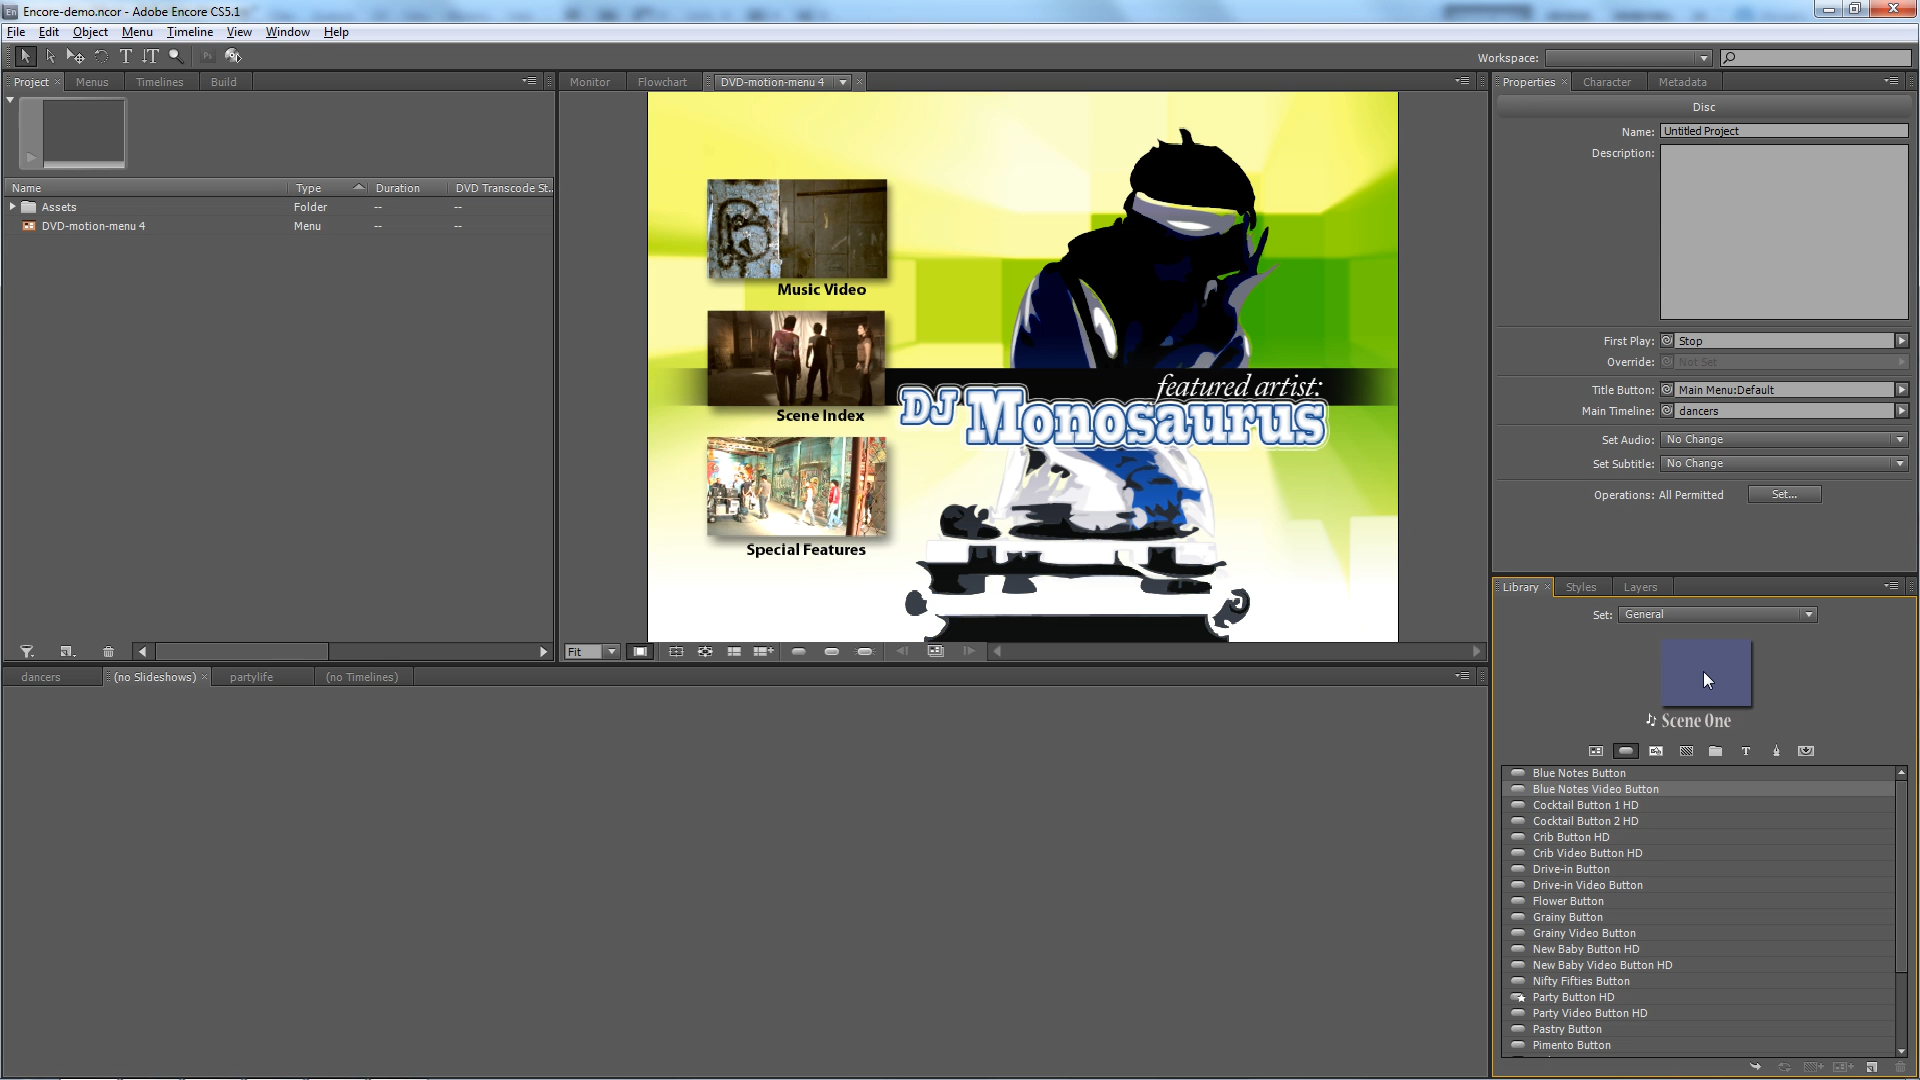 En Encore-demo.ncor - Adobe Encore CS5.1
File Edit Object Menu Timeline View Window Help
Workspace:
Project Menus Timelines Build
Monitor Flowchart DVD-motion-menu 4
Properties Character Metadata
Disc
Name: Untitled Project
Description:
Name Type Duration DVD Transcode St..
Assets Folder -- --
DVD-motion-menu 4 Menu -- --
Music Video
Scene Index
Special Features
featured artist:
DJ Monosaurus
First Play: Stop
Override: Not Set
Title Button: Main Menu:Default
Main Timeline: dancers
Set Audio: No Change
Set Subtitle: No Change
Operations: All Permitted Set...
Library Styles Layers
Set: General
Scene One
Fit
dancers (no Slideshows) partylife (no Timelines)
Blue Notes Button
Blue Notes Video Button
Cocktail Button 1 HD
Cocktail Button 2 HD
Crib Button HD
Crib Video Button HD
Drive-in Button
Drive-in Video Button
Flower Button
Grainy Button
Grainy Video Button
New Baby Button HD
New Baby Video Button HD
Nifty Fifties Button
Party Button HD
Party Video Button HD
Pastry Button
Pimento Button